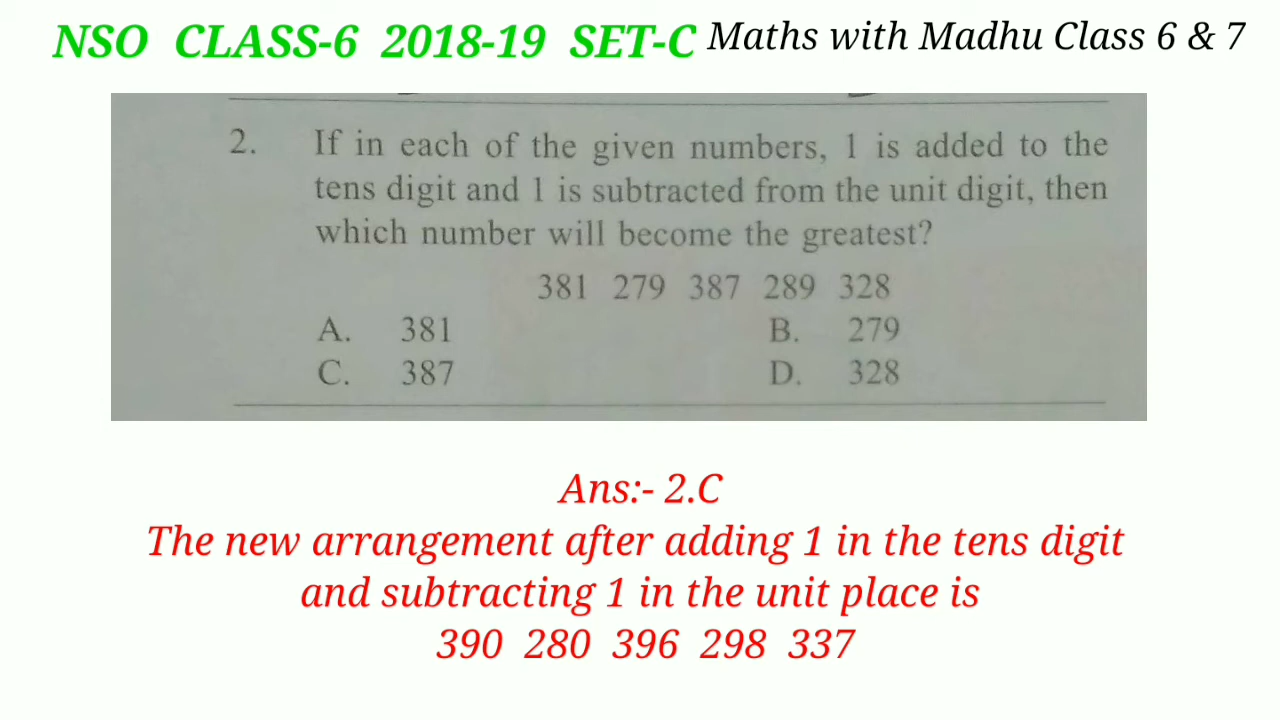 NSO CLASS-6 2018-19 SET-C Maths with Madhu Class 6 & 7
2. If in each of the given numbers, 1 is added to the
tens digit and 1 is subtracted from the unit digit, then
which number will become the greatest?
381 279 387 289 328
A. 381 B. 279
C. 387 D. 328
Ans:- 2.C
The new arrangement after adding 1 in the tens digit
and subtracting 1 in the unit place is
390 280 396 298 337